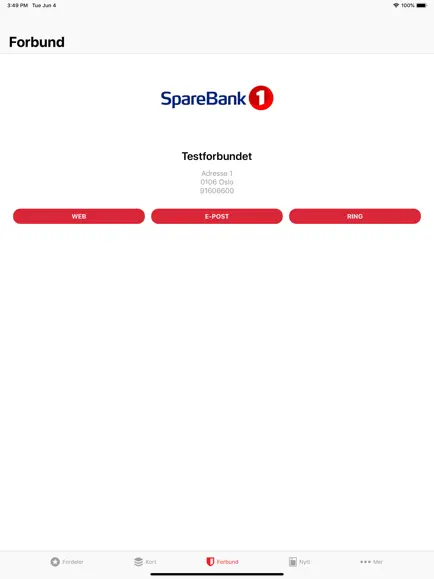 3:49 PM Tue Jun 4
100%
Forbund
SpareBank 1
Testforbundet
Adresse 1
0106 Oslo
91606600
WEB
E-POST
RING
Fordeler
Kort
Forbund
Nytt
Mer